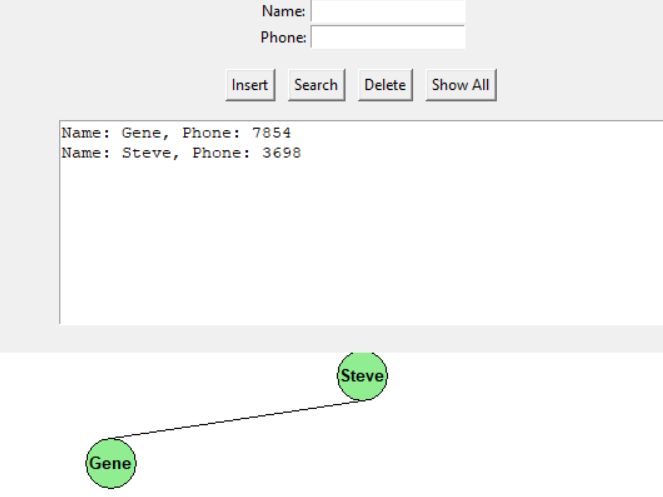 Name:
Phone:
Insert Search Delete Show All
Name: Gene, Phone: 7854
Name: Steve, Phone: 3698
Steve
Gene